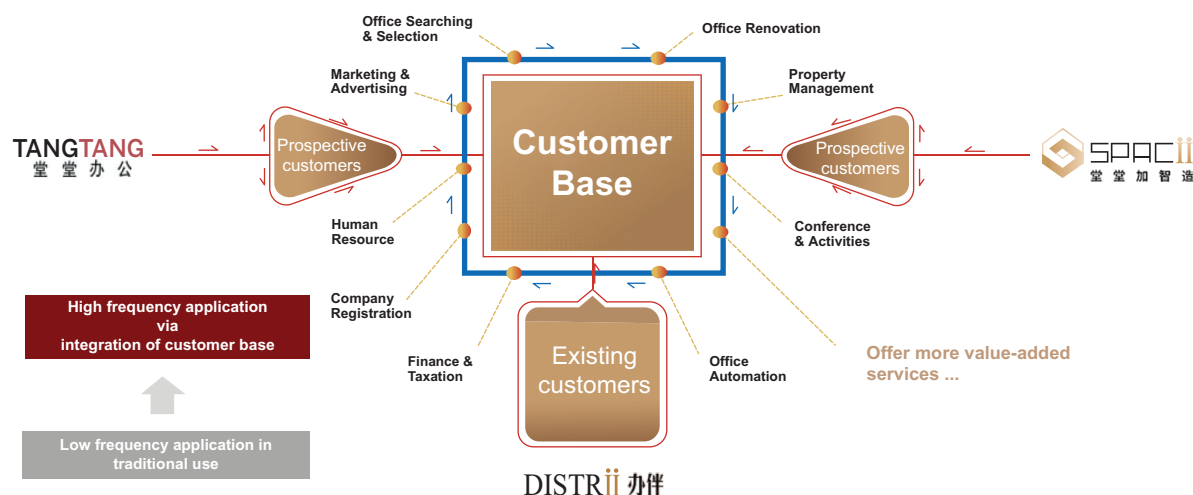 Office Searching
& Selection
Office Renovation
Marketing &
Advertising
Property
Management
Customer
Base
TANGTANG
堂堂办公
Prospective
customers
Prospective
customers
SPACii
堂堂加智造
Human
Resource
Conference
& Activities
Company
Registration
High frequency application
via
integration of customer base
Finance &
Taxation
Existing
customers
Office
Automation
Offer more value-added
services ...
Low frequency application in
traditional use
DISTRii 办伴